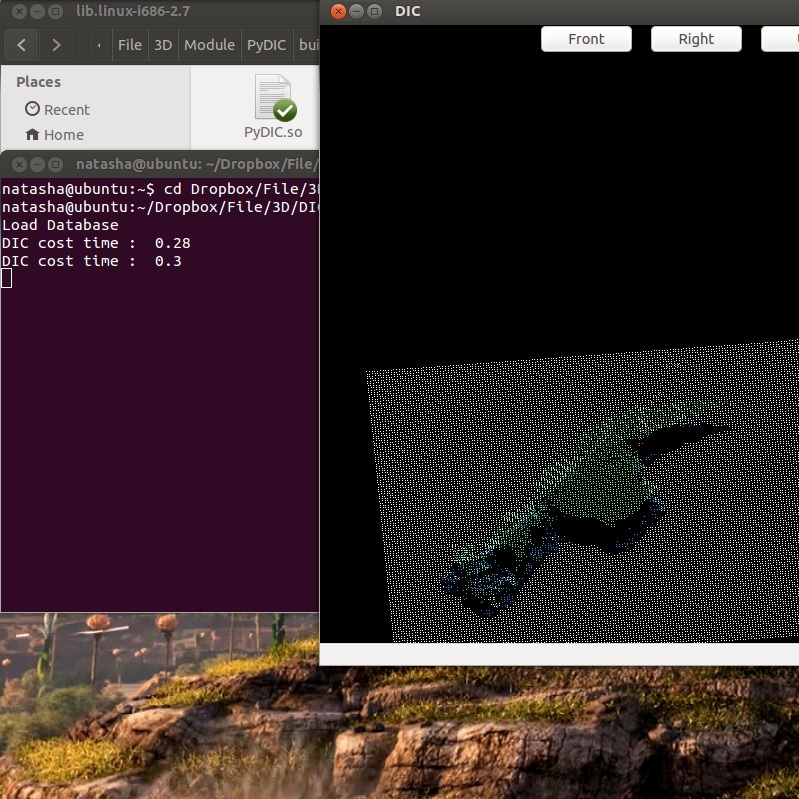 lib.linux-i686-2.7
File 3D Module PyDIC bui
Places
Recent
Home
PyDIC.so
natasha@ubuntu: ~/Dropbox/File/
natasha@ubuntu:~$ cd Dropbox/File/3
natasha@ubuntu:~/Dropbox/File/3D/DI
Load Database
DIC cost time :  0.28
DIC cost time :  0.3
DIC
Front
Right